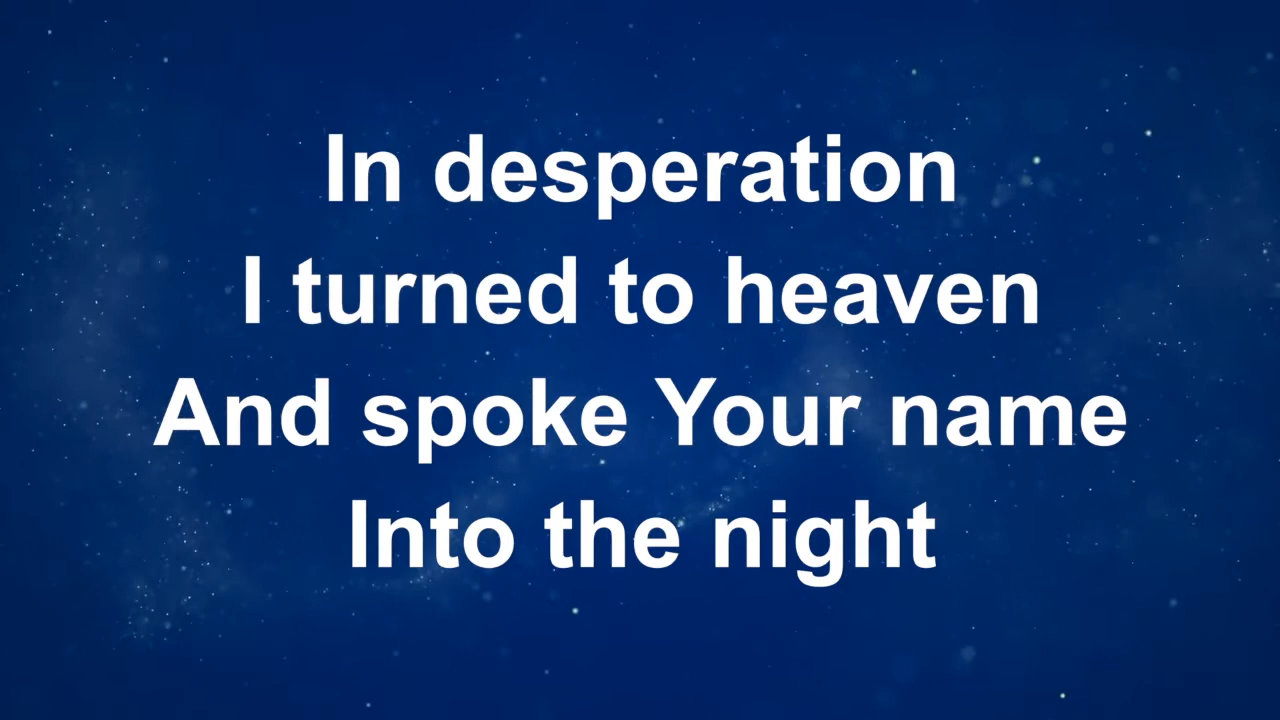 In desperation
I turned to heaven
And spoke Your name
Into the night